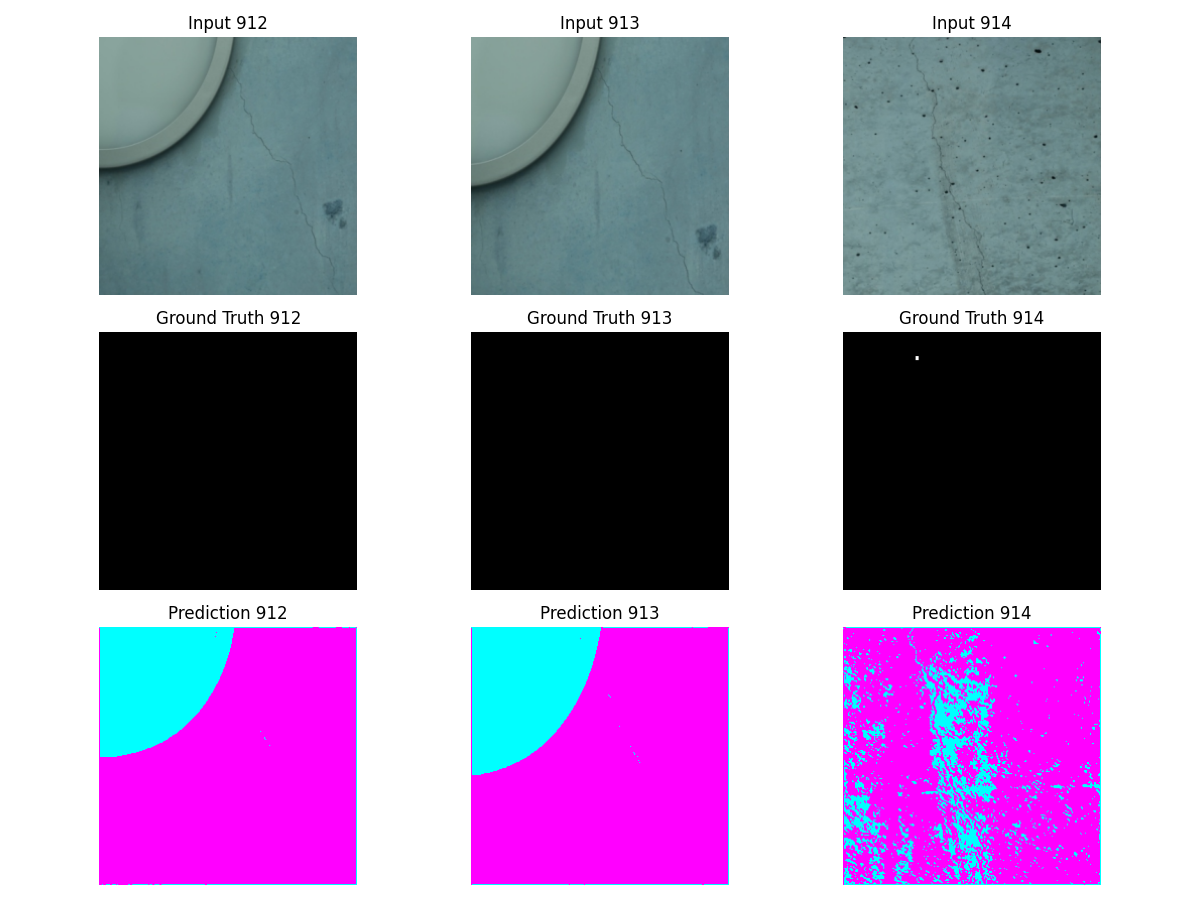 Input 912
Input 913
Input 914
Ground Truth 912
Ground Truth 913
Ground Truth 914
Prediction 912
Prediction 913
Prediction 914